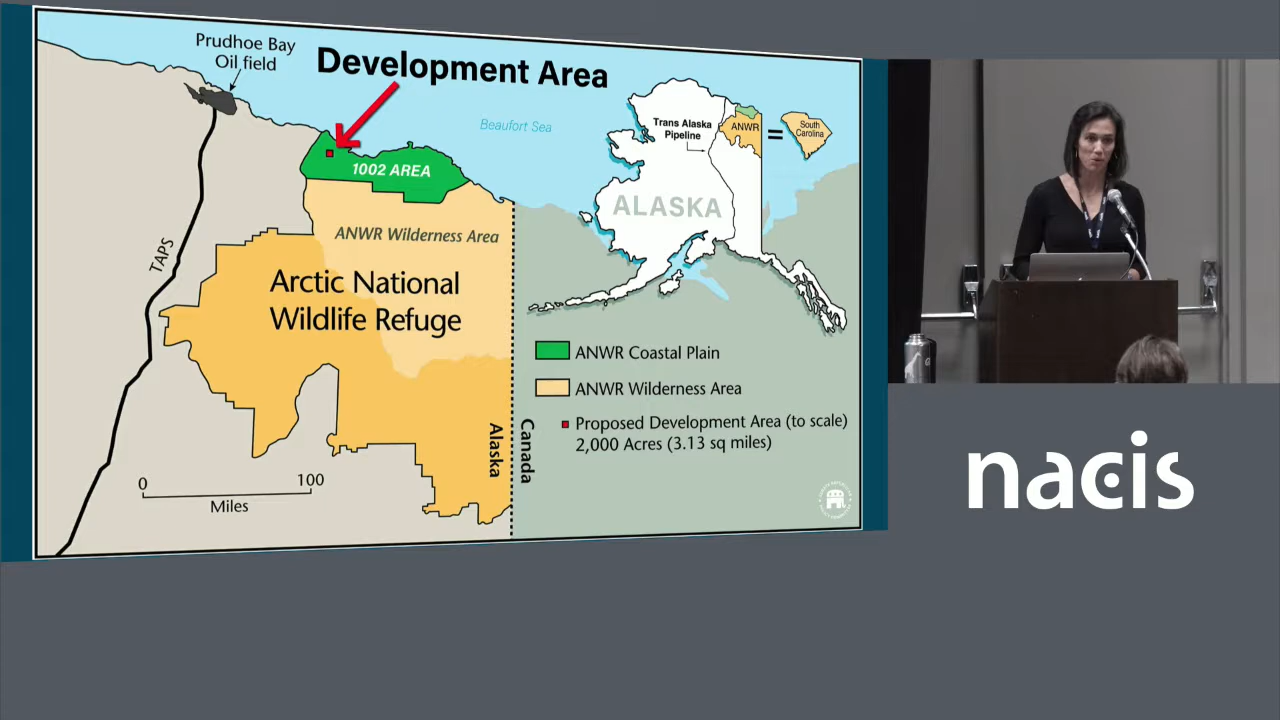 Prudhoe Bay
Oil field
Development Area
Beaufort Sea
1002 AREA
ANWR Wilderness Area
TAPS
Arctic National
Wildlife Refuge
0
100
Miles
Alaska
Canada
Trans Alaska
Pipeline
ANWR
=
South
Carolina
ALASKA
ANWR Coastal Plain
ANWR Wilderness Area
Proposed Development Area (to scale)
2,000 Acres (3.13 sq miles)
nacis